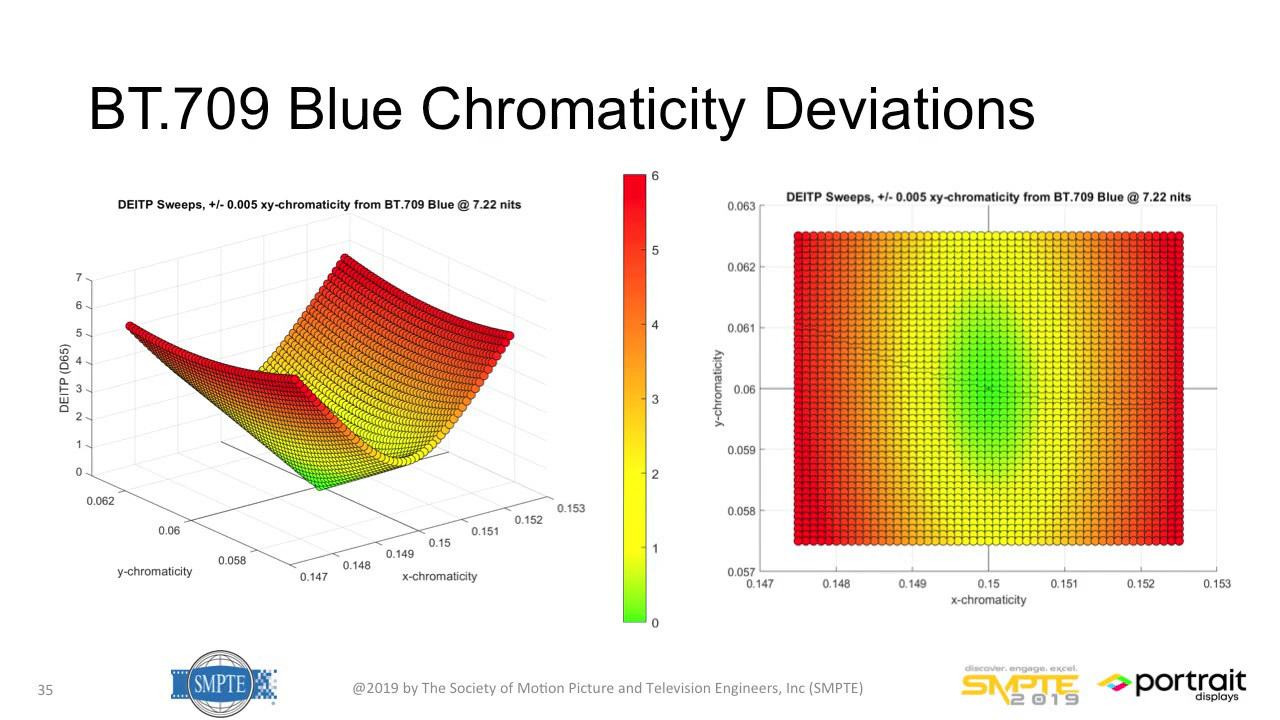 BT.709 Blue Chromaticity Deviations
DEITP Sweeps, +/- 0.005 xy-chromaticity from BT.709 Blue @ 7.22 nits
7
6
5
4
3
2
1
0
DEITP (D65)
0.062
0.06
0.058
y-chromaticity
0.147
0.148
0.149
0.15
0.151
0.152
0.153
x-chromaticity
6
5
4
3
2
1
0
DEITP Sweeps, +/- 0.005 xy-chromaticity from BT.709 Blue @ 7.22 nits
0.063
0.062
0.061
0.06
0.059
0.058
0.057
y-chromaticity
0.147 0.148 0.149 0.15 0.151 0.152 0.153
x-chromaticity
35
SMPTE
@2019 by The Society of Motion Picture and Television Engineers, Inc (SMPTE)
discover. engage. excel.
SMPTE
2019
portrait
displays